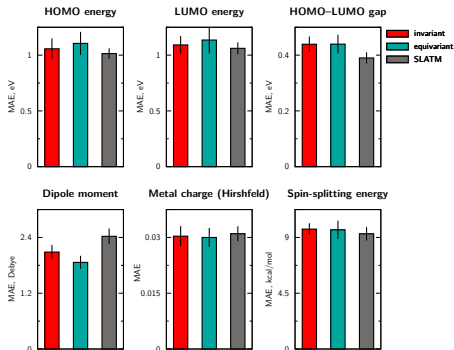 HOMO energy
LUMO energy
HOMO–LUMO gap
MAE, eV
1
0.5
0
MAE, eV
1
0.5
0
MAE, eV
0.4
0.2
0
invariant
equivariant
SLATM
Dipole moment
Metal charge (Hirshfeld)
Spin-splitting energy
MAE, Debye
2.4
1.2
0
MAE
0.03
0.015
0
MAE, kcal/mol
9
4.5
0